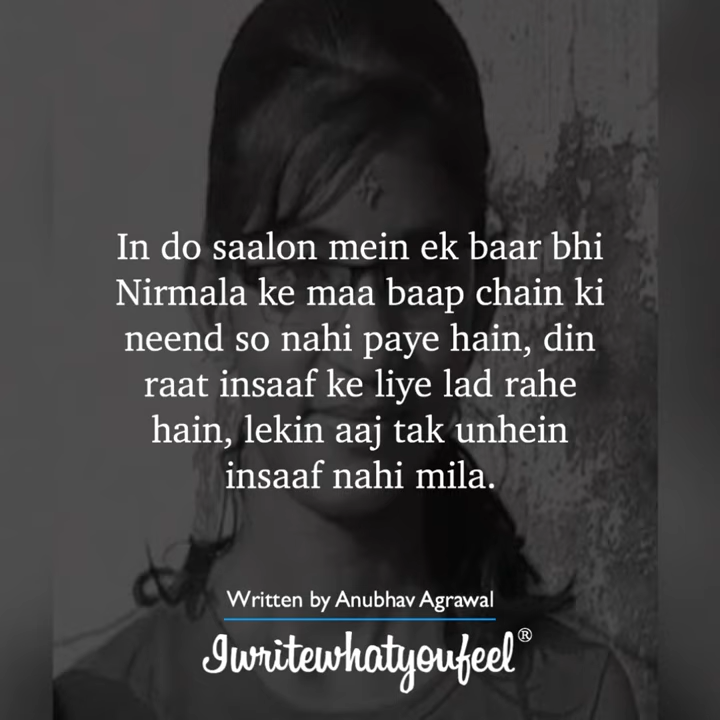 In do saalon mein ek baar bhi
Nirmala ke maa baap chain ki
neend so nahi paye hain, din
raat insaaf ke liye lad rahe
hain, lekin aaj tak unhein
insaaf nahi mila.
Written by Anubhav Agrawal
Iwritewhatyoufeel®